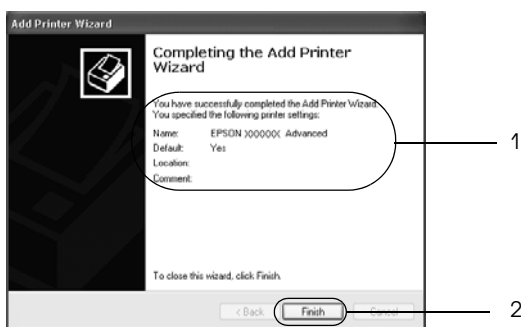 Add Printer Wizard
Completing the Add Printer
Wizard
You have successfully completed the Add Printer Wizard.
You specified the following printer settings:
Name: EPSON XXXXXX Advanced
Default: Yes
Location:
Comment:
1
To close this wizard, click Finish.
< Back Finish Cancel 2